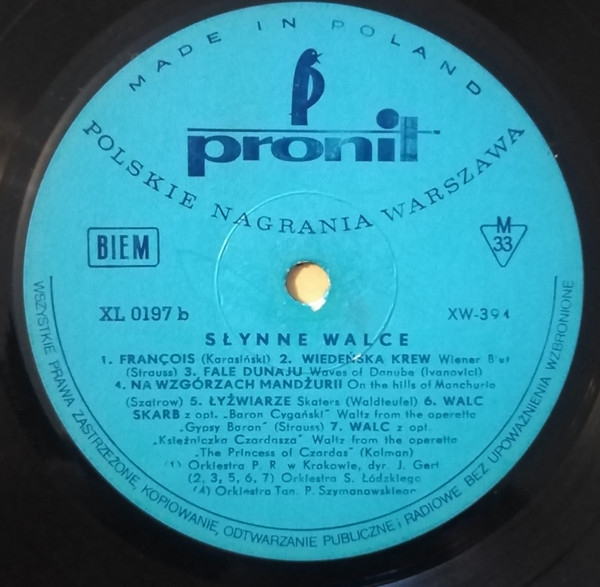 MADE IN POLAND
pronit
POLSKIE NAGRANIA WARSZAWA
BIEM
M
33
XL 0197 b
XW-394
SŁYNNE WALCE
1. FRANÇOIS (Karasiński) 2. WIEDEŃSKA KREW Wiener Blut
(Strauss) 3. FALE DUNAJU Waves of Danube (Ivanovici)
4. NA WZGÓRZACH MANDŻURII On the hills of Manchuria
(Szatrow) 5. ŁYŻWIARZE Skaters (Waldteufel) 6. WALC
SKARB z opt. „Baron Cygański" Waltz from the operetta
„Gypsy Baron" (Strauss) 7. WALC z opt.
„Księżniczka Czardasza" Waltz from the operetta
„The Princess of Czardas" (Kalman)
(1) Orkiestra P. R. w Krakowie, dyr. J. Gert
(2, 3, 5, 6, 7) Orkiestra S. Łódzkiego
(4) Orkiestra Tan. P. Szymanowskiego
WSZYSTKIE PRAWA ZASTRZEŻONE, KOPIOWANIE, ODTWARZANIE PUBLICZNE i RADIOWE BEZ UPOWAŻNIENIA WZBRONIONE